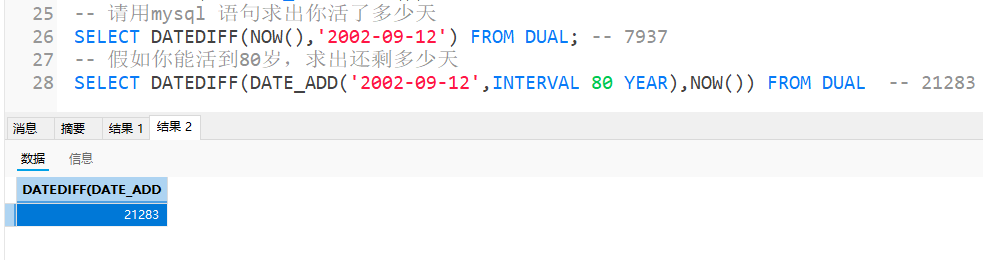 25 -- 请用mysql 语句求出你活了多少天
26 SELECT DATEDIFF(NOW(),'2002-09-12') FROM DUAL; -- 7937
27 -- 假如你能活到80岁，求出还剩多少天
28 SELECT DATEDIFF(DATE_ADD('2002-09-12',INTERVAL 80 YEAR),NOW()) FROM DUAL  -- 21283
消息 摘要 结果 1 结果 2
数据 信息
DATEDIFF(DATE_ADD
21283